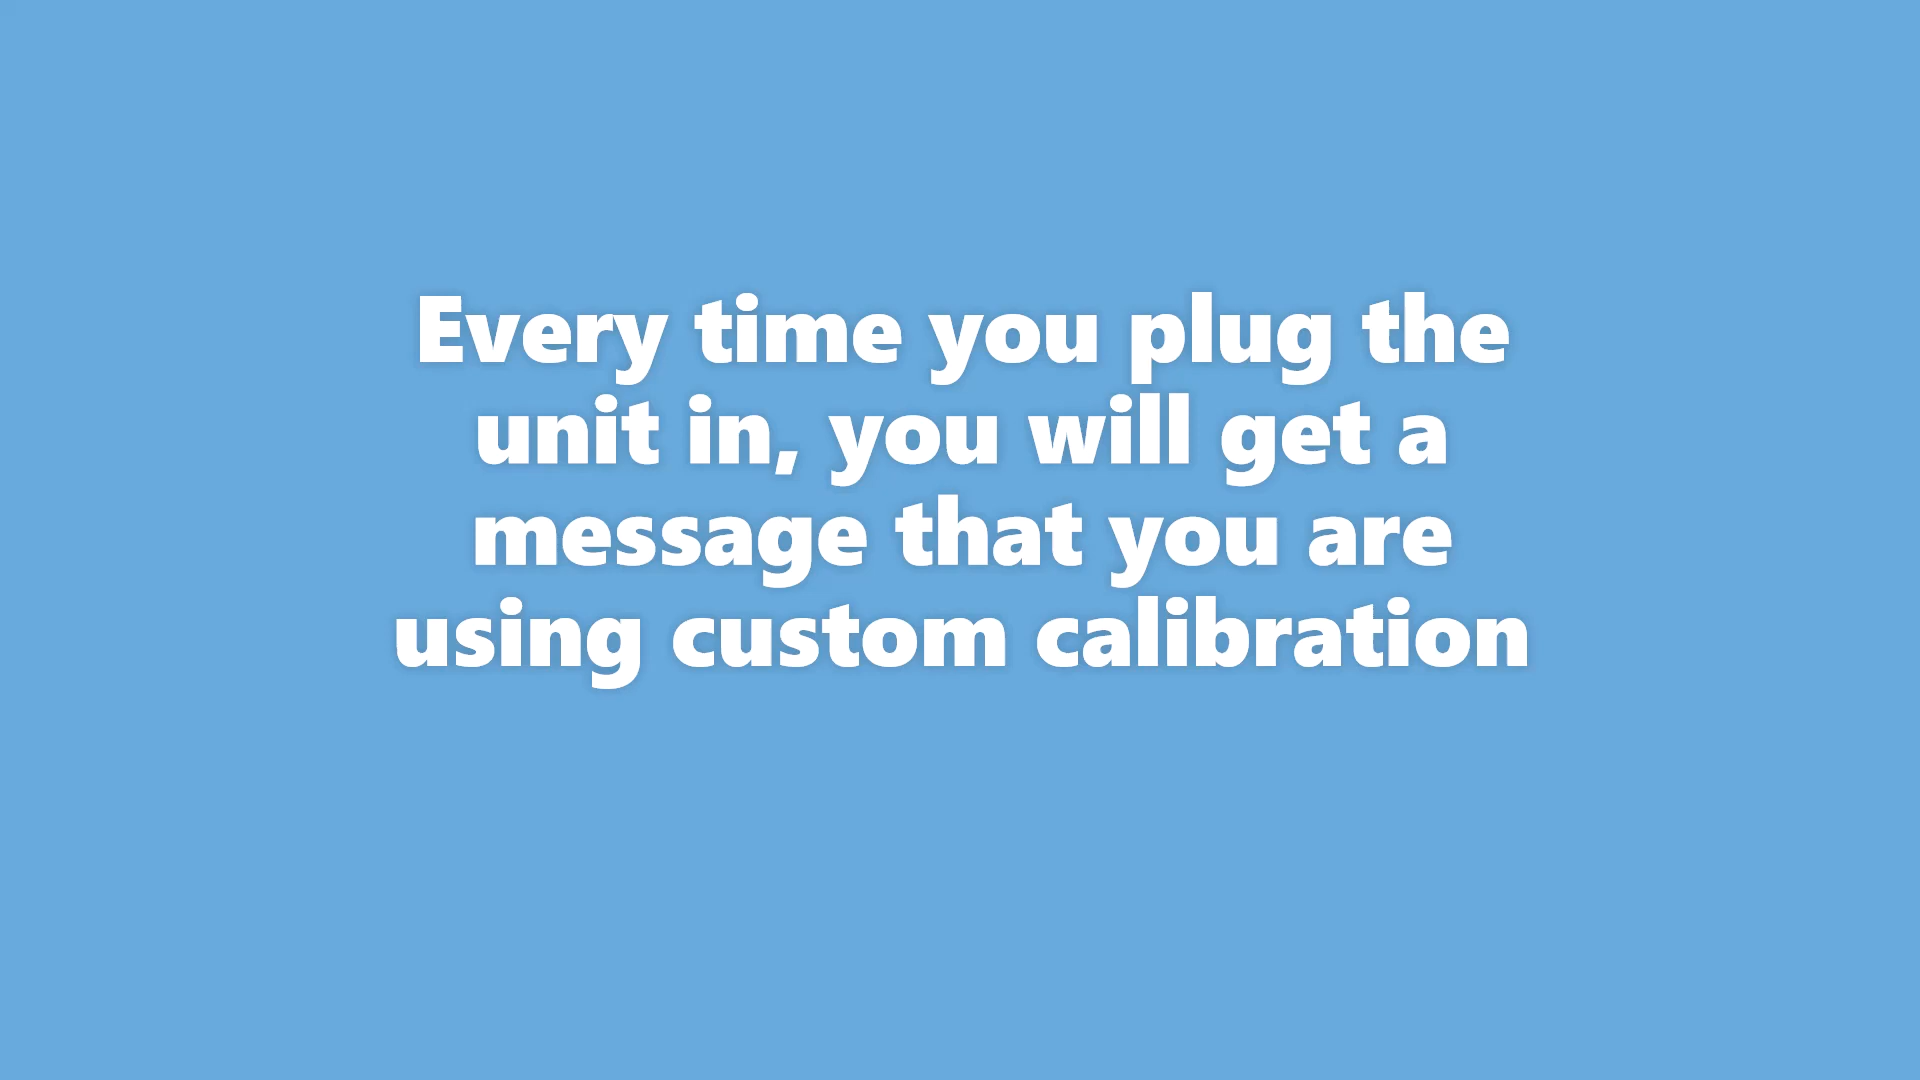 Every time you plug the
unit in, you will get a
message that you are
using custom calibration